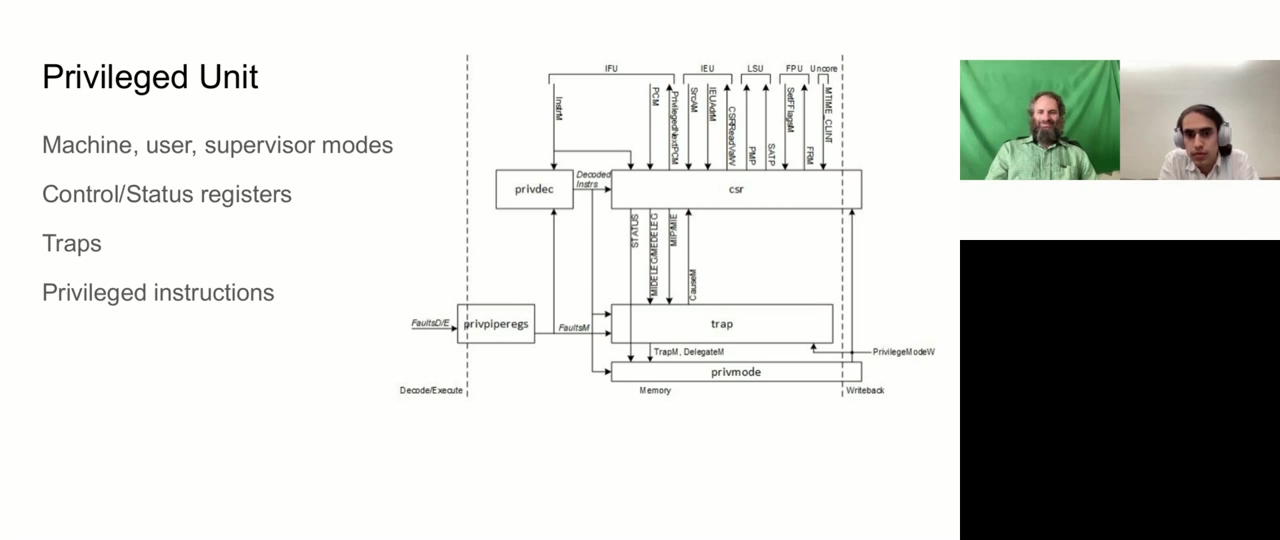 Privileged Unit
Machine, user, supervisor modes
Control/Status registers
Traps
Privileged instructions
IFU
IEU
LSU
FPU
Uncore
InstrM
PCM
PrivilegedNextPCM
SrcAM
IEUAdrM
CSRReadValW
PMP
SATP
SetFFlagsM
FRM
MTIME_CLINT
privdec
Decoded
Instrs
csr
STATUS
MIDELEG/MEDELEG
MIP/MIE
CauseM
FaultsD/E
privpiperegs
FaultsM
trap
TrapM, DelegateM
PrivilegeModeW
privmode
Decode/Execute
Memory
Writeback